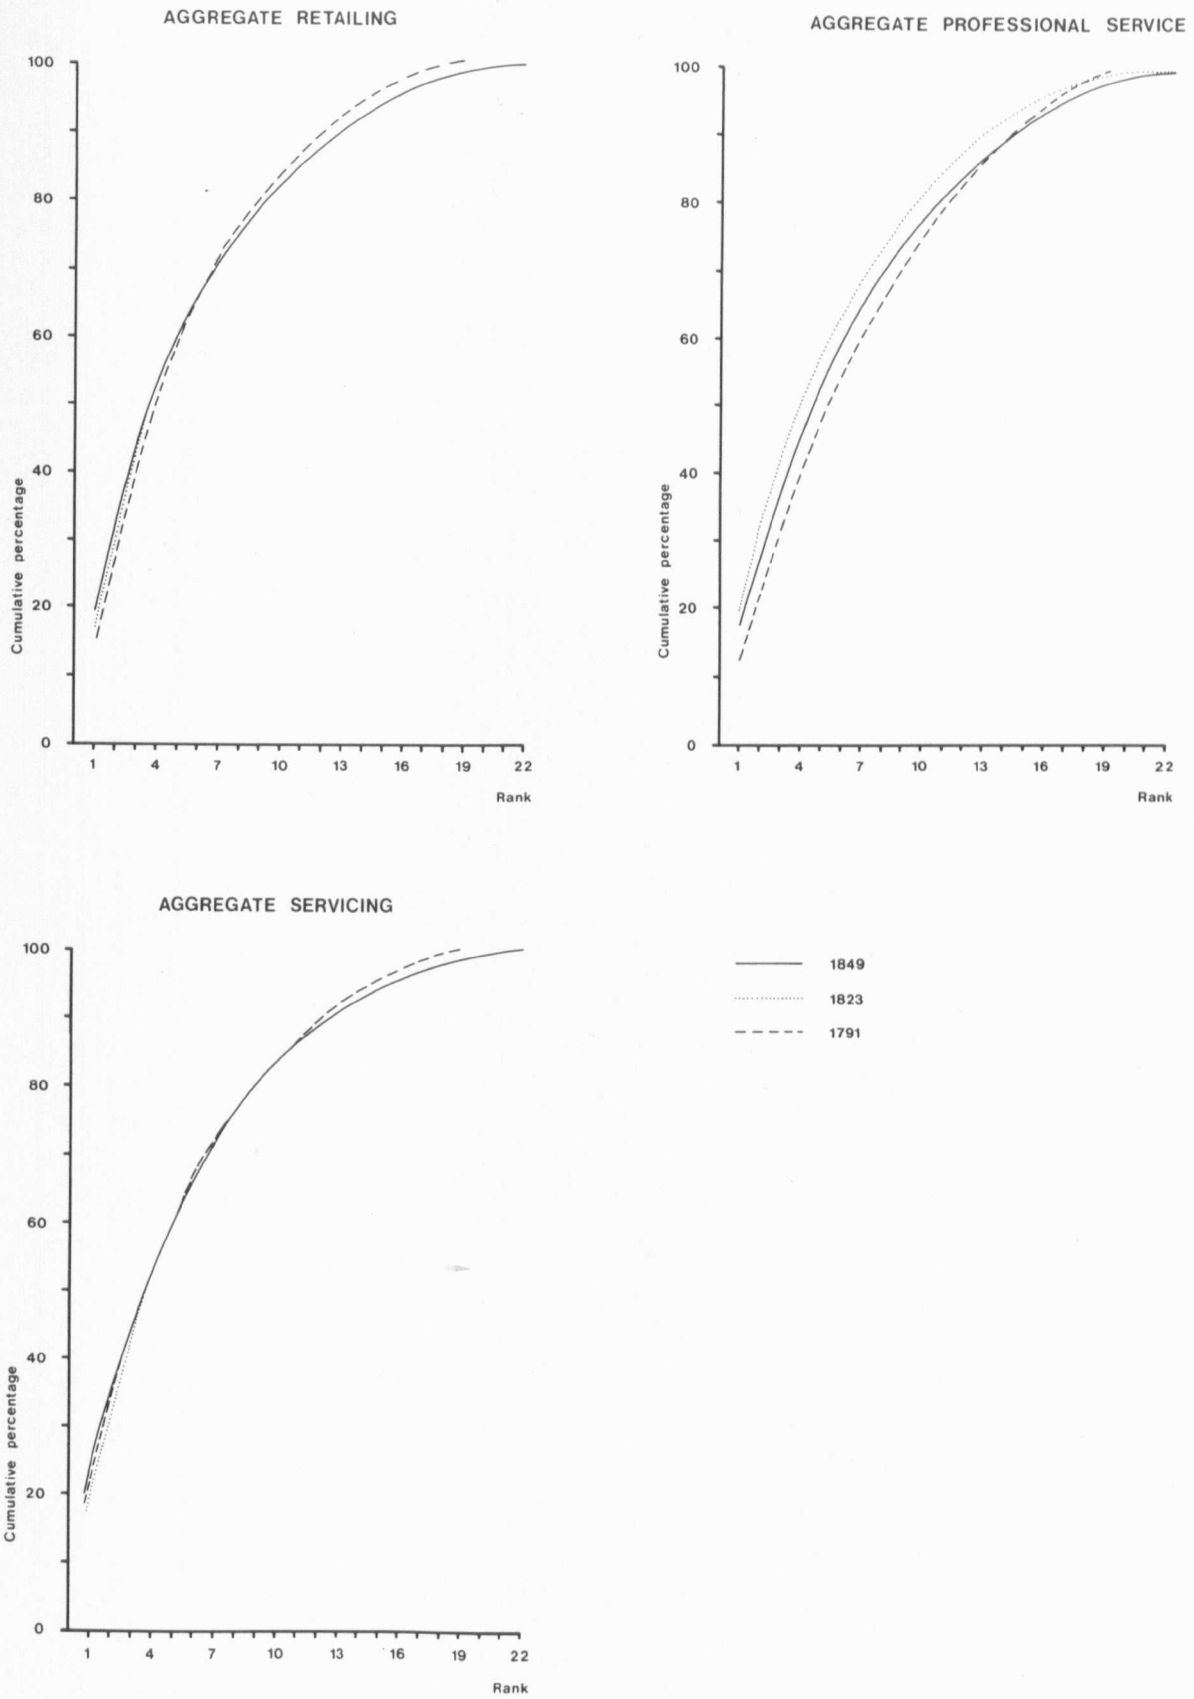 AGGREGATE RETAILING
100
80
60
40
20
0
Cumulative percentage
1 4 7 10 13 16 19 22
Rank
AGGREGATE PROFESSIONAL SERVICE
100
80
60
40
20
0
Cumulative percentage
1 4 7 10 13 16 19 22
Rank
AGGREGATE SERVICING
100
80
60
40
20
0
Cumulative percentage
1 4 7 10 13 16 19 22
Rank
1849
1823
1791